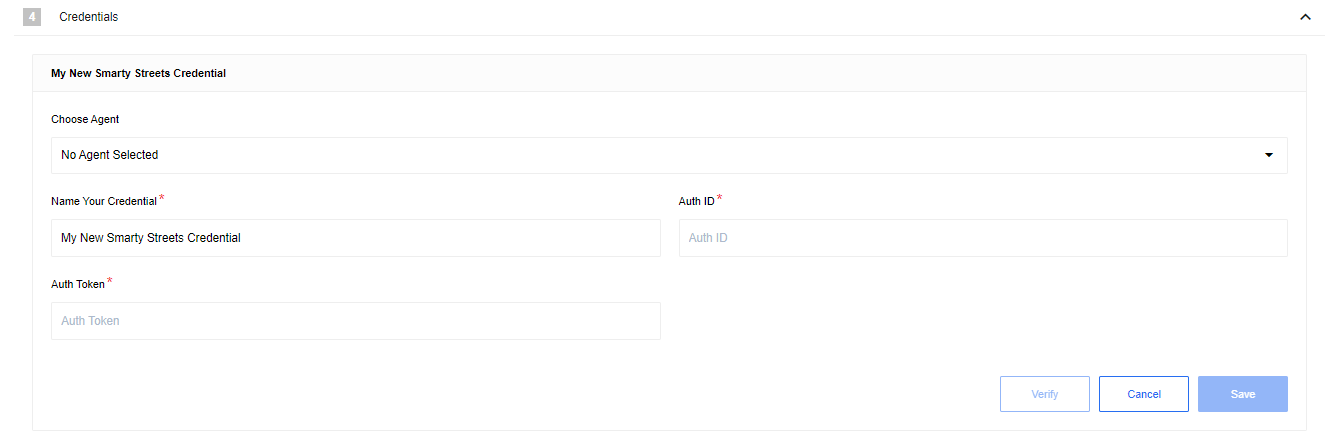 4 Credentials
My New Smarty Streets Credential
Choose Agent
No Agent Selected
Name Your Credential * Auth ID *
My New Smarty Streets Credential Auth ID
Auth Token *
Auth Token
Verify Cancel Save